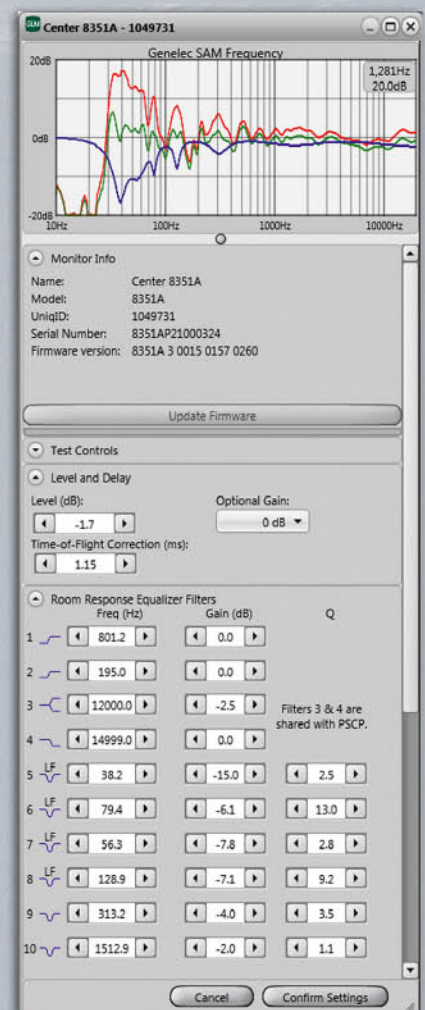 GLM Center 8351A - 1049731
Genelec SAM Frequency
20dB
1,281Hz
20.0dB
0dB
-20dB
10Hz 100Hz 1000Hz 10000Hz
Monitor Info
Name: Center 8351A
Model: 8351A
UniqID: 1049731
Serial Number: 8351AP21000324
Firmware version: 8351A 3 0015 0157 0260
Update Firmware
Test Controls
Level and Delay
Level (dB): Optional Gain:
-1.7 0 dB
Time-of-Flight Correction (ms):
1.15
Room Response Equalizer Filters
Freq (Hz) Gain (dB) Q
1 801.2 0.0
2 195.0 0.0
3 12000.0 -2.5
Filters 3 & 4 are
shared with PSCP.
4 14999.0 0.0
5 LF 38.2 -15.0 2.5
6 LF 79.4 -6.1 13.0
7 LF 56.3 -7.8 2.8
8 LF 128.9 -7.1 9.2
9 313.2 -4.0 3.5
10 1512.9 -2.0 1.1
Cancel Confirm Settings